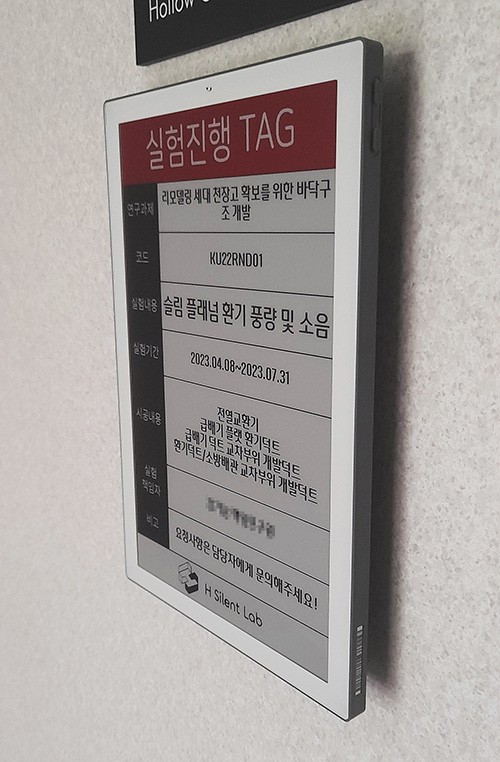 Hollow
실험진행 TAG
연구과제
리모델링 세대 천장고 확보를 위한 바닥구
조 개발
코드
KU22RND01
실험내용
슬림 플래넘 환기 풍량 및 소음
실험기간
2023.04.08~2023.07.31
시공내용
전열교환기
급배기 플랫 환기덕트
급배기 덕트 교차부위 개발덕트
환기덕트/소방배관 교차부위 개발덕트
실험
책임자
비고
요청사항은 담당자에게 문의해주세요!
H Silent Lab